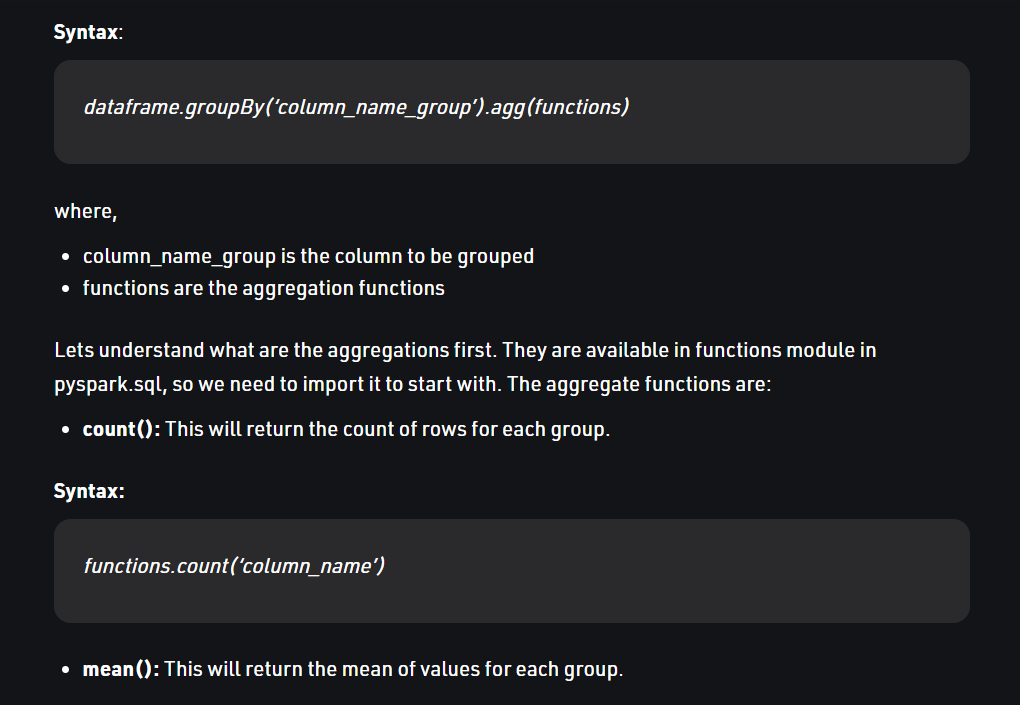 Syntax:
dataframe.groupBy(‘column_name_group’).agg(functions)
where,
• column_name_group is the column to be grouped
• functions are the aggregation functions
Lets understand what are the aggregations first. They are available in functions module in
pyspark.sql, so we need to import it to start with. The aggregate functions are:
• count(): This will return the count of rows for each group.
Syntax:
functions.count(‘column_name’)
• mean(): This will return the mean of values for each group.